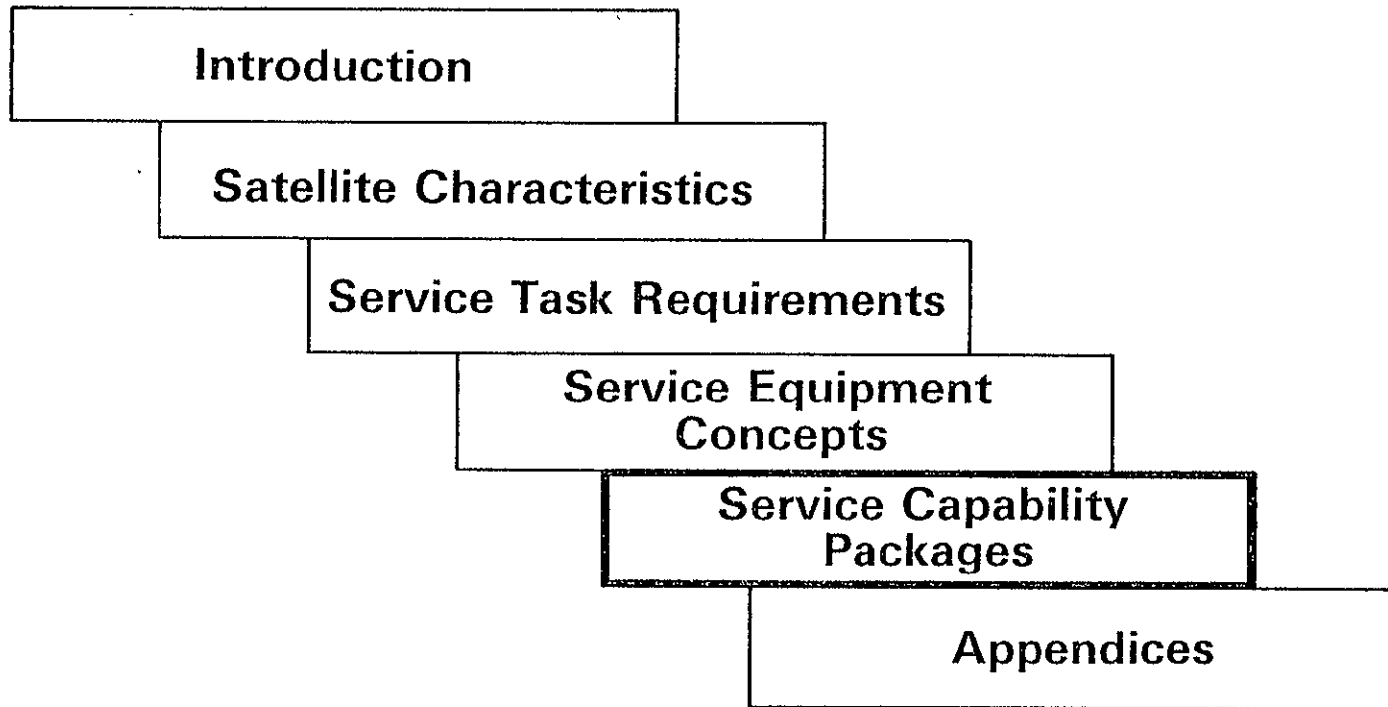 Introduction
Satellite Characteristics
Service Task Requirements
Service Equipment
Concepts
Service Capability
Packages
Appendices